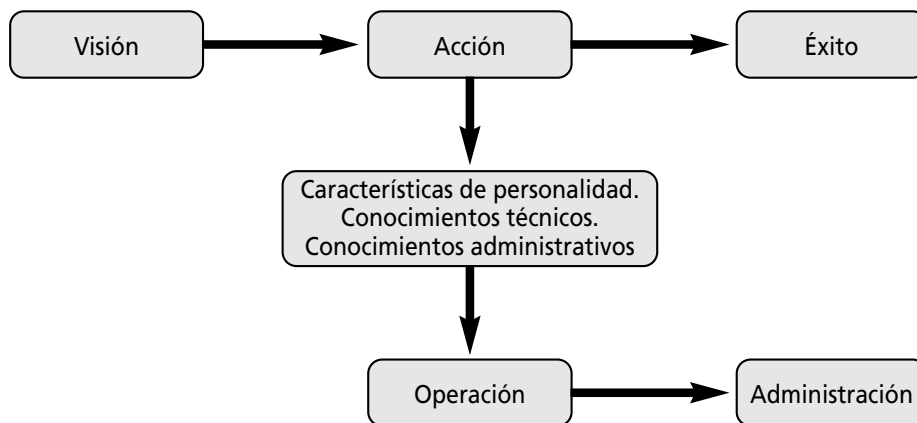 Visión
Acción
Éxito
Características de personalidad.
Conocimientos técnicos.
Conocimientos administrativos
Operación
Administración